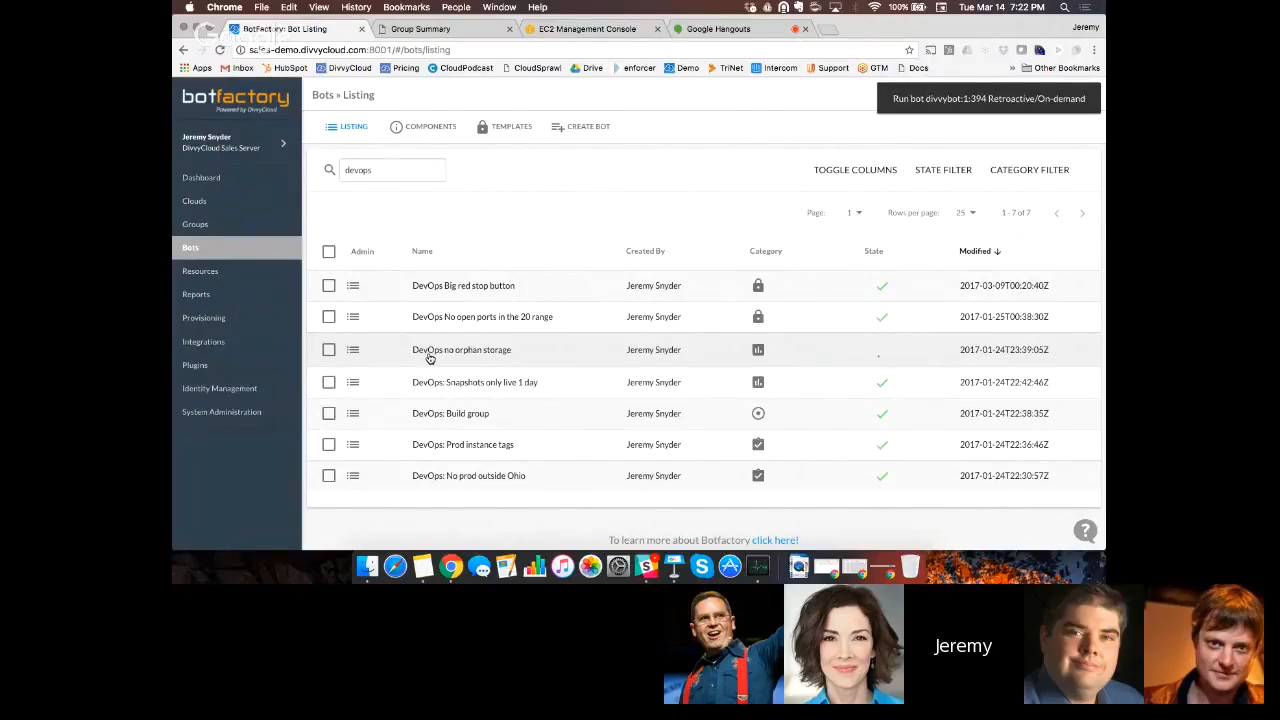 Chrome File Edit View History Bookmarks People Window Help
100% Tue Mar 14 7:22 PM
BotFactory: Bots - Listing
Group Summary
EC2 Management Console
Google Hangouts
Jeremy
sales-demo.divvycloud.com:8001/#/bots/listing
Apps Inbox HubSpot DivvyCloud Pricing CloudPodcast CloudSprawl Drive enforcer Demo TriNet Intercom Support GTM Docs » Other Bookmarks
botfactory
Powered by DivvyCloud
Jeremy Snyder
DivvyCloud Sales Server
Dashboard
Clouds
Groups
Bots
Resources
Reports
Provisioning
Integrations
Plugins
Identity Management
System Administration
Bots » Listing
Run bot divvybot:1:394 Retroactive/On-demand
LISTING COMPONENTS TEMPLATES CREATE BOT
devops
TOGGLE COLUMNS STATE FILTER CATEGORY FILTER
Page: 1 Rows per page: 25 1 - 7 of 7
Admin Name Created By Category State Modified
DevOps Big red stop button Jeremy Snyder 2017-03-09T00:20:40Z
DevOps No open ports in the 20 range Jeremy Snyder 2017-01-25T00:38:30Z
DevOps no orphan storage Jeremy Snyder 2017-01-24T23:39:05Z
DevOps: Snapshots only live 1 day Jeremy Snyder 2017-01-24T22:42:46Z
DevOps: Build group Jeremy Snyder 2017-01-24T22:38:35Z
DevOps: Prod instance tags Jeremy Snyder 2017-01-24T22:36:46Z
DevOps: No prod outside Ohio Jeremy Snyder 2017-01-24T22:30:57Z
To learn more about Botfactory click here!
Jeremy